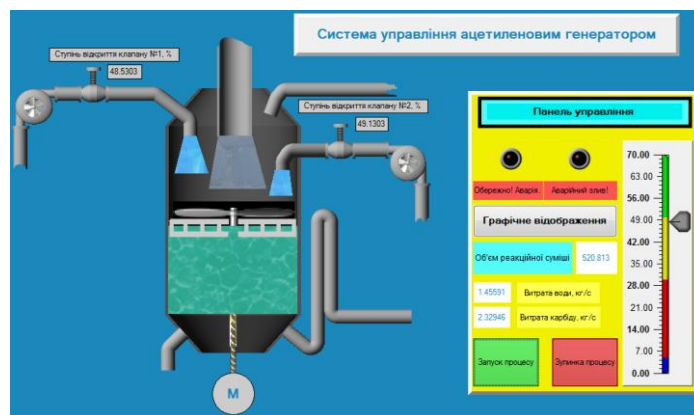 Система управління ацетиленовим генератором
Ступінь відкриття клапану №1, %
48.5303
Ступінь відкриття клапану №2, %
49.1303
Панель управління
Обережно! Аварія.
Аварійний злив!
Графічне відображення
Об'єм реакційної суміші
520.813
1.45591
Витрата води, кг/с
2.32946
Витрата карбіду, кг/с
Запуск процесу
Зупинка процесу
70.00
63.00
56.00
49.00
42.00
35.00
28.00
21.00
14.00
7.00
0.00
M